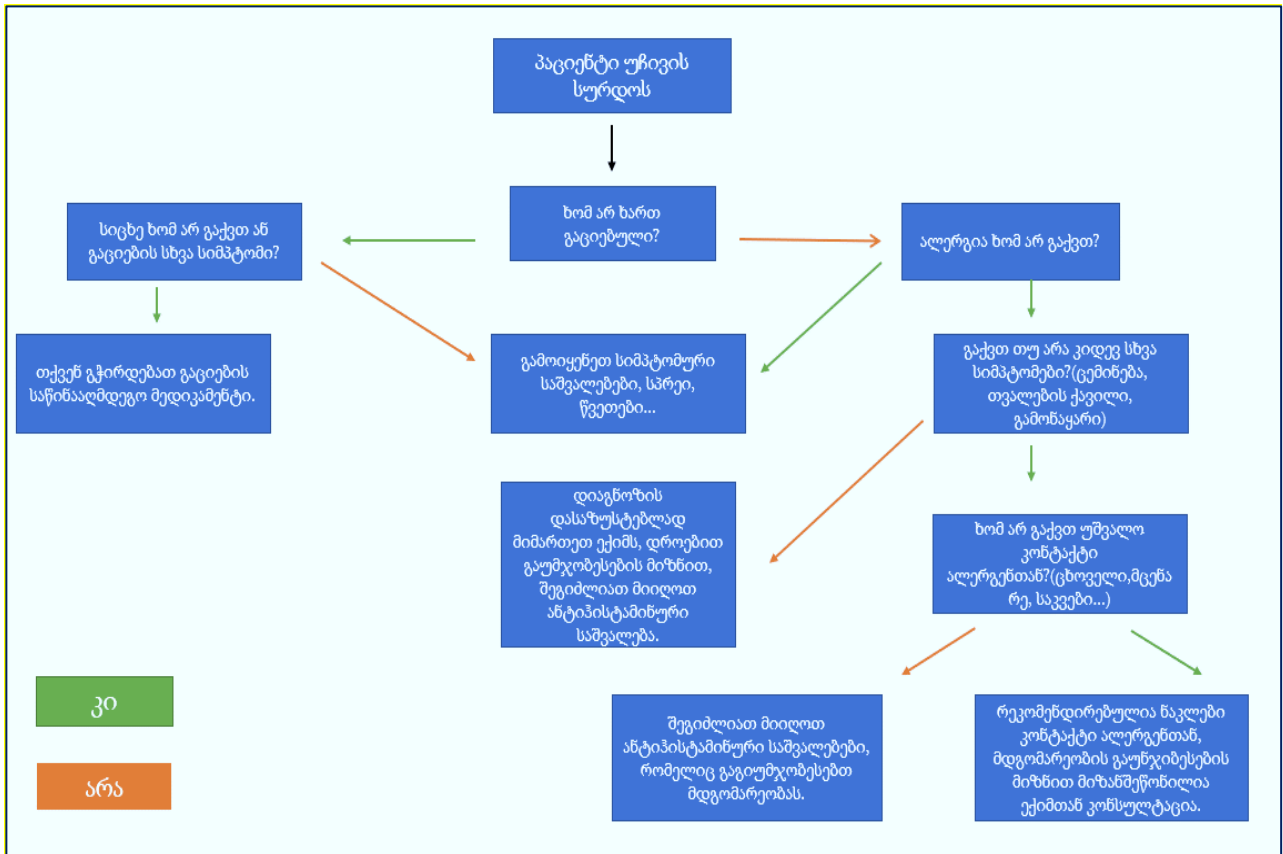 პაციენტი უჩივის
სურდოს
ხომ არ ხართ
გაციებული?
სიცხე ხომ არ გაქვთ ან
გაციების სხვა სიმპტომი?
ალერგია ხომ არ გაქვთ?
თქვენ გჭირდებათ გაციების
საწინააღმდეგო მედიკამენტი.
გამოიყენეთ სიმპტომური
საშვალებები, სპრეი,
წვეთები...
გაქვთ თუ არა კიდევ სხვა
სიმპტომები?(ცემინება,
თვალების ქავილი,
გამონაყარი)
დიაგნოზის
დასაზუსტებლად
მიმართეთ ექიმს, დროებით
გაუმჯობესების მიზნით,
შეგიძლიათ მიიღოთ
ანტიჰისტამინური
საშვალება.
ხომ არ გაქვთ უშვალო
კონტაქტი
ალერგენთან?(ცხოველი,მცენა
რე, საკვები...)
შეგიძლიათ მიიღოთ
ანტიჰისტამინური საშვალებები,
რომელიც გაგიუმჯობესებთ
მდგომარეობას.
რეკომენდირებულია ნაკლები
კონტაქტი ალერგენთან,
მდგომარეობის გაუნჯიბესების
მიზნით მიზანშეწონილია
ექიმთან კონსულტაცია.
კი
არა